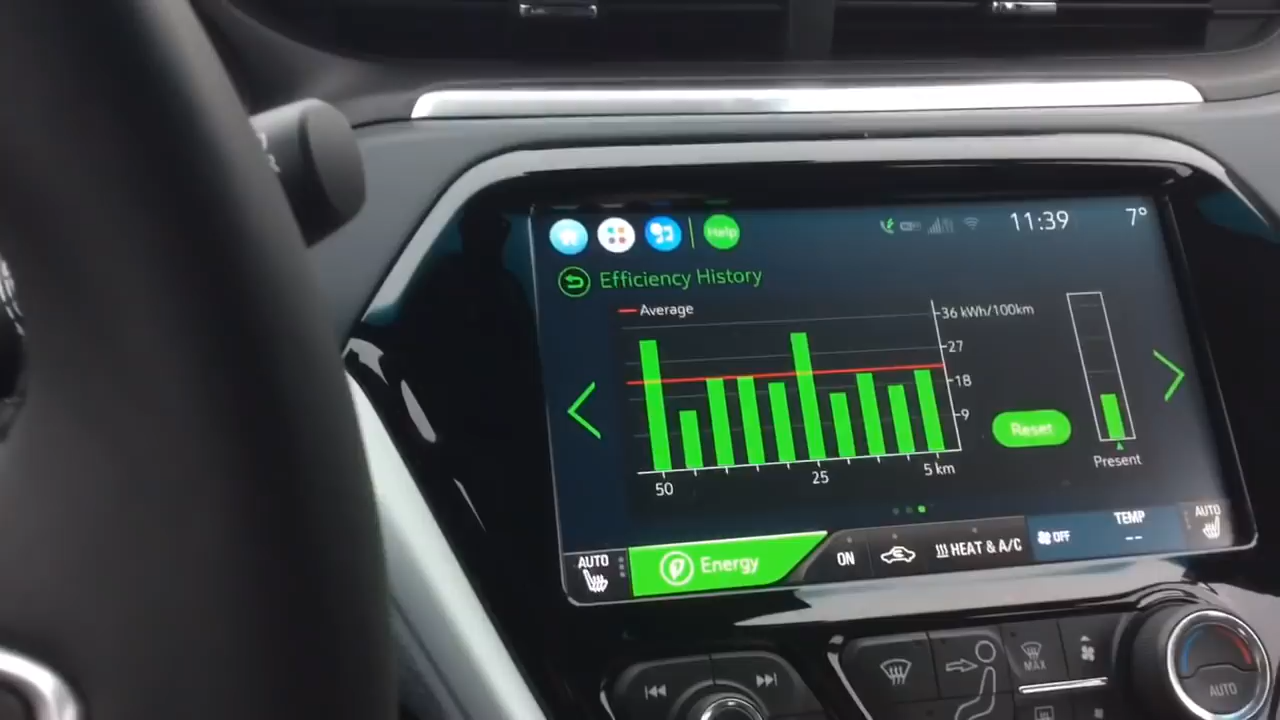 Help
11:39
7°
Efficiency History
Average
36 kWh/100km
27
18
9
Reset
Present
50
25
5 km
AUTO
Energy
ON
HEAT & A/C
OFF
TEMP
--
AUTO
MAX
AUTO